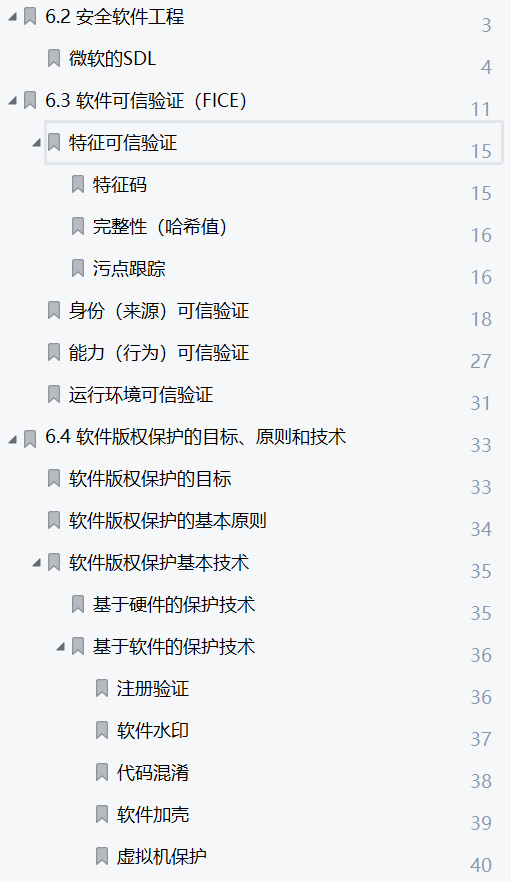 6.2 安全软件工程 3
微软的SDL 4
6.3 软件可信验证（FICE） 11
特征可信验证 15
特征码 15
完整性（哈希值） 16
污点跟踪 16
身份（来源）可信验证 18
能力（行为）可信验证 27
运行环境可信验证 31
6.4 软件版权保护的目标、原则和技术 33
软件版权保护的目标 33
软件版权保护的基本原则 34
软件版权保护基本技术 35
基于硬件的保护技术 35
基于软件的保护技术 36
注册验证 36
软件水印 37
代码混淆 38
软件加壳 39
虚拟机保护 40